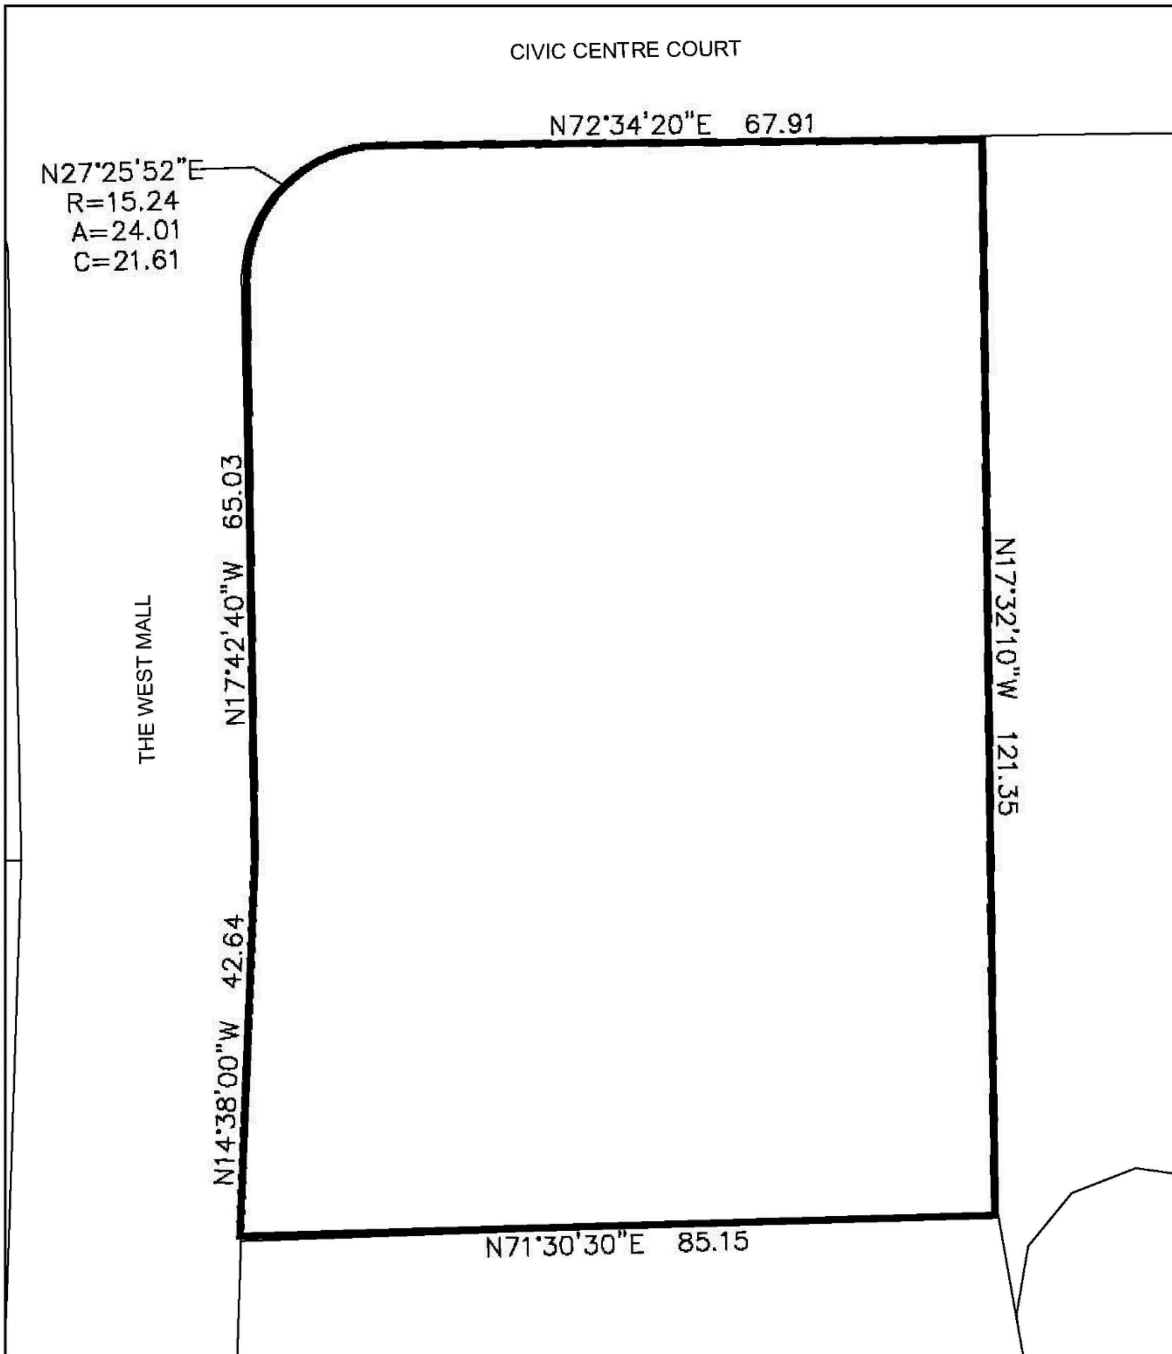 CIVIC CENTRE COURT
N72°34'20"E 67.91
N27°25'52"E
R=15.24
A=24.01
C=21.61
N17°42'40"W 65.03
THE WEST MALL
N17°32'10"W 121.35
N14°38'00"W 42.64
N71°30'30"E 85.15